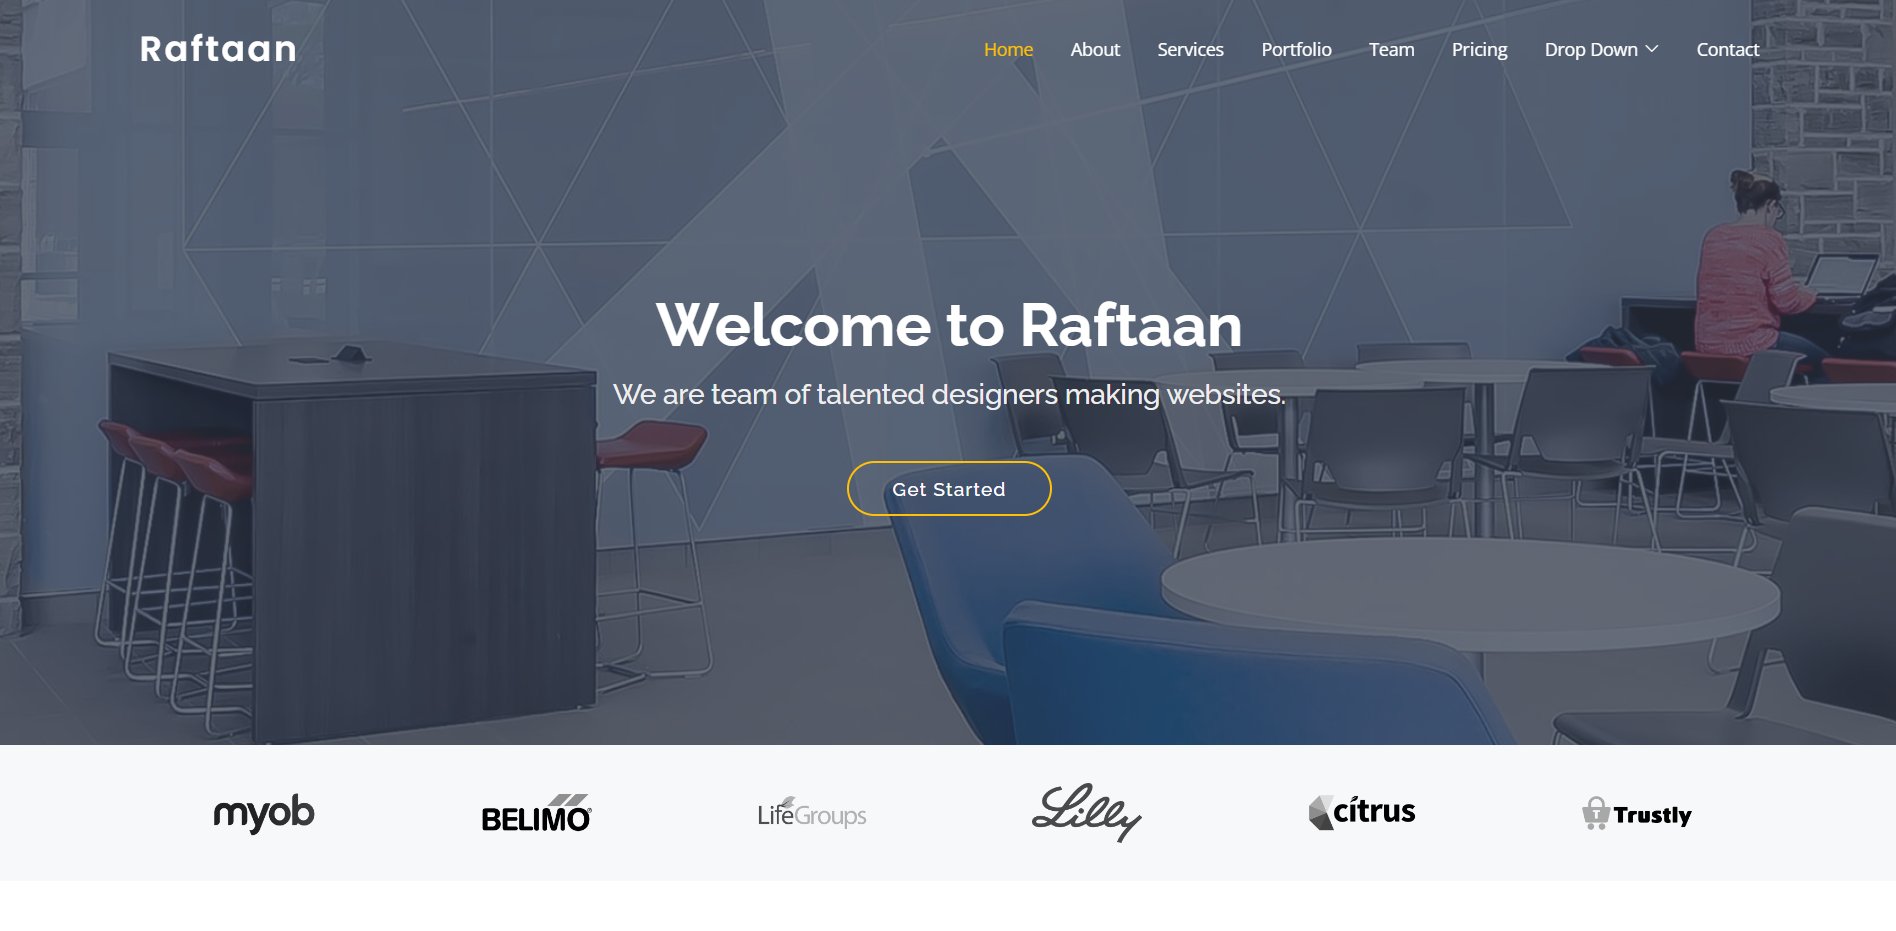 Raftaan
Home About Services Portfolio Team Pricing Drop Down Contact
Welcome to Raftaan
We are team of talented designers making websites.
Get Started
myob
BELIMO®
LifeGroups
Lilly
cítrus
T Trustly